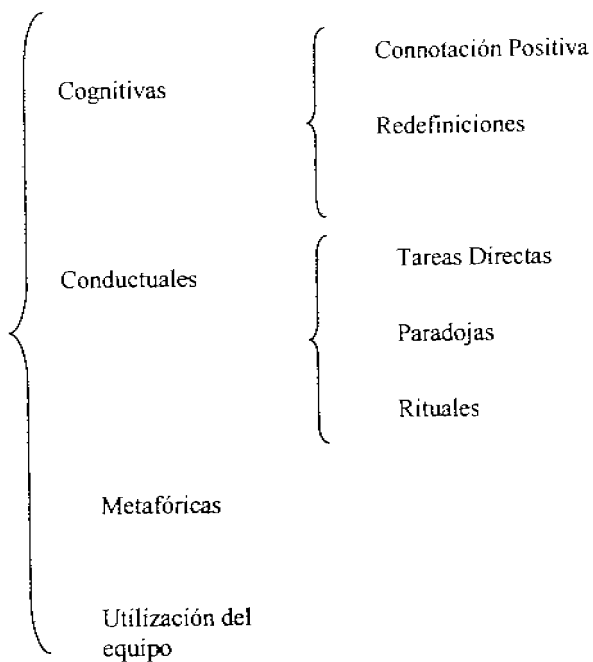 Cognitivas
Connotación Positiva
Redefiniciones
Conductuales
Tareas Directas
Paradojas
Rituales
Metafóricas
Utilización del
equipo